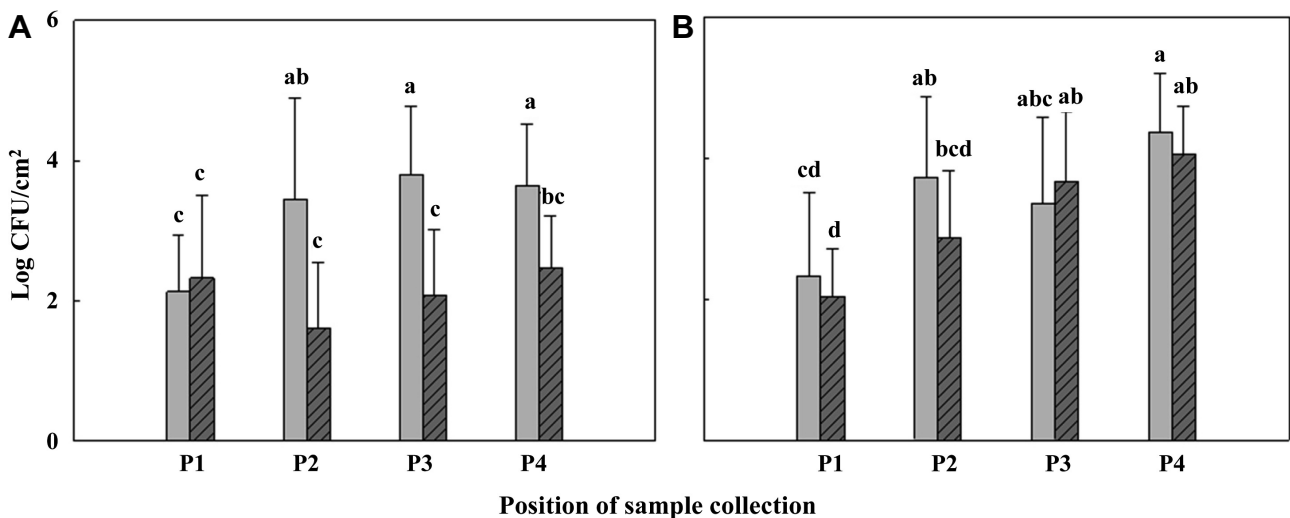 A
B
6
4
2
0
Log CFU/cm²
c
c
ab
c
a
c
a
bc
cd
d
ab
bcd
abc
ab
a
ab
P1
P2
P3
P4
P1
P2
P3
P4
Position of sample collection